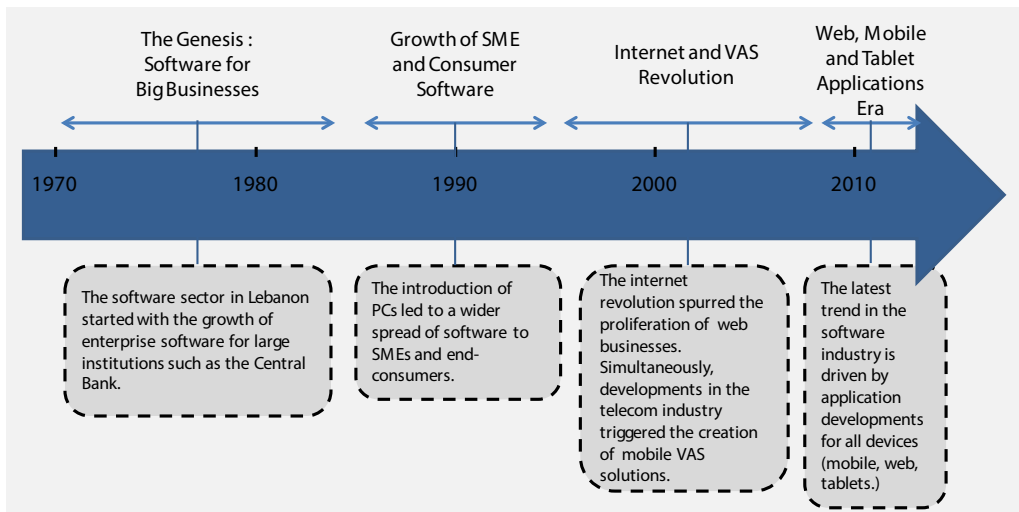 The Genesis :
Software for
Big Businesses
Growth of SME
and Consumer
Software
Internet and VAS
Revolution
Web, Mobile
and Tablet
Applications
Era
1970
1980
1990
2000
2010
The software sector in Lebanon
started with the growth of
enterprise software for large
institutions such as the Central
Bank.
The introduction of
PCs led to a wider
spread of software to
SMEs and end-
consumers.
The internet
revolution spurred the
proliferation of web
businesses.
Simultaneously,
developments in the
telecom industry
triggered the creation
of mobile VAS
solutions.
The latest
trend in the
software
industry is
driven by
application
developments
for all devices
(mobile, web,
tablets.)